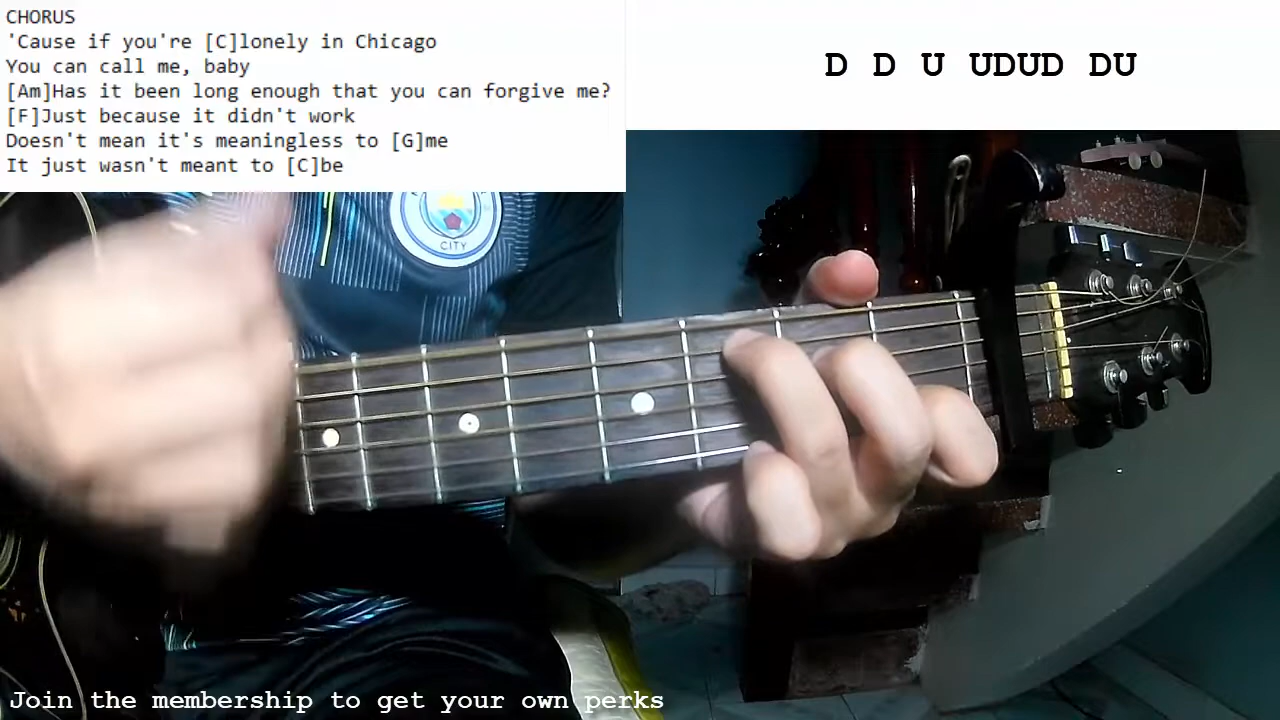 CHORUS
'Cause if you're [C]lonely in Chicago
You can call me, baby
[Am]Has it been long enough that you can forgive me?
[F]Just because it didn't work
Doesn't mean it's meaningless to [G]me
It just wasn't meant to [C]be
D D U UDUD DU
CITY
Join the membership to get your own perks